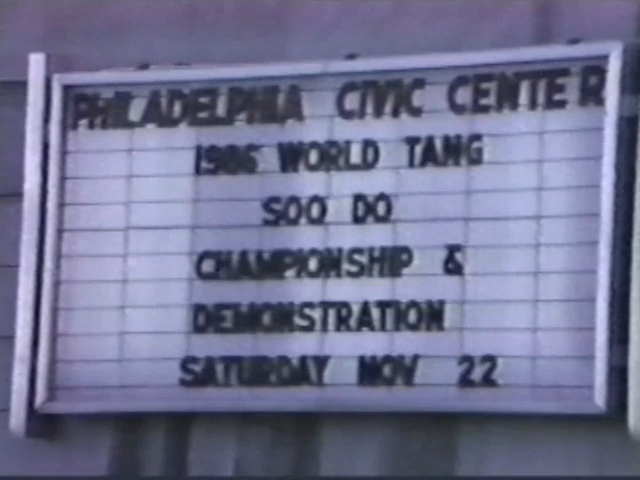 PHILADELPHIA CIVIC CENTER
1986 WORLD TANG
SOO DO
CHAMPIONSHIP &
DEMONSTRATION
SATURDAY NOV 22